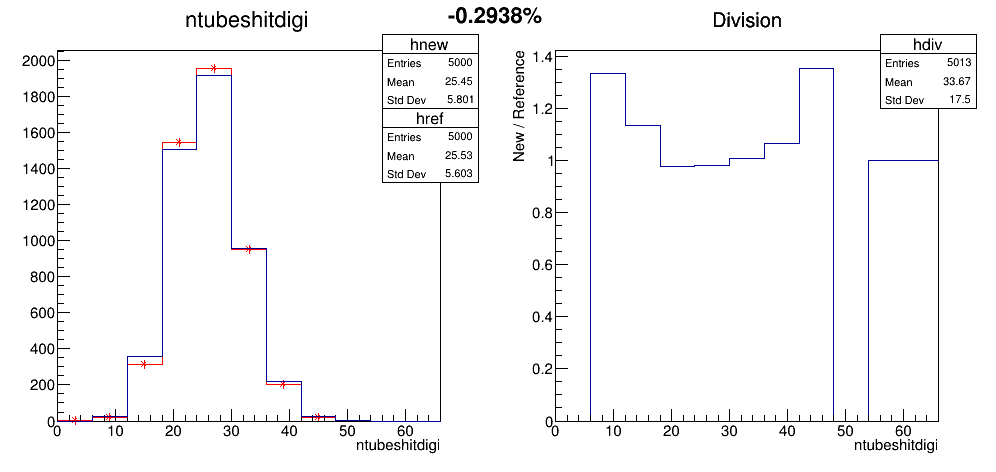 -0.2938%
ntubeshitdigi
hnew
Entries 5000
Mean 25.45
Std Dev 5.801
href
Entries 5000
Mean 25.53
Std Dev 5.603
2000
1800
1600
1400
1200
1000
800
600
400
200
0
0 10 20 30 40 50 60
ntubeshitdigi
Division
hdiv
Entries 5013
Mean 33.67
Std Dev 17.5
New / Reference
1.4
1.2
1
0.8
0.6
0.4
0.2
0
0 10 20 30 40 50 60
ntubeshitdigi